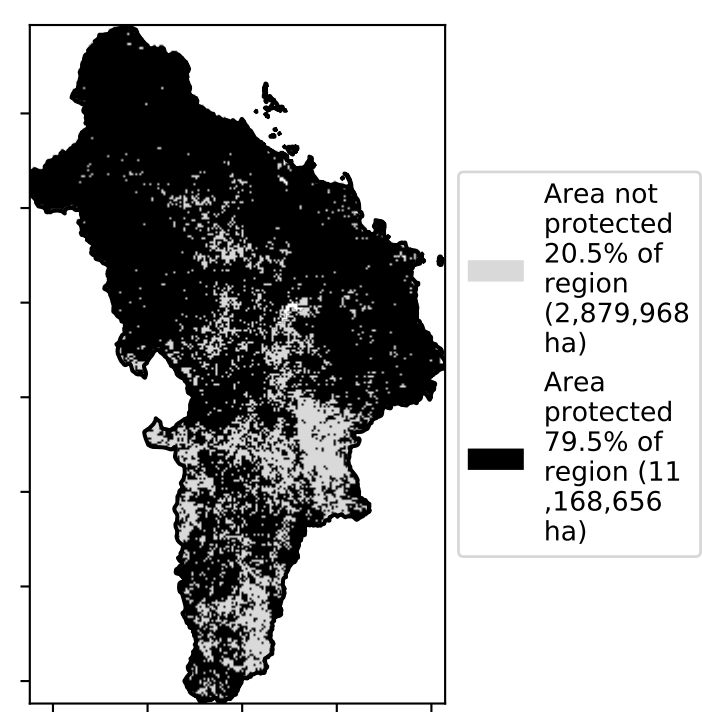 Area not
protected
20.5% of
region
(2,879,968
ha)
Area
protected
79.5% of
region (11
,168,656
ha)